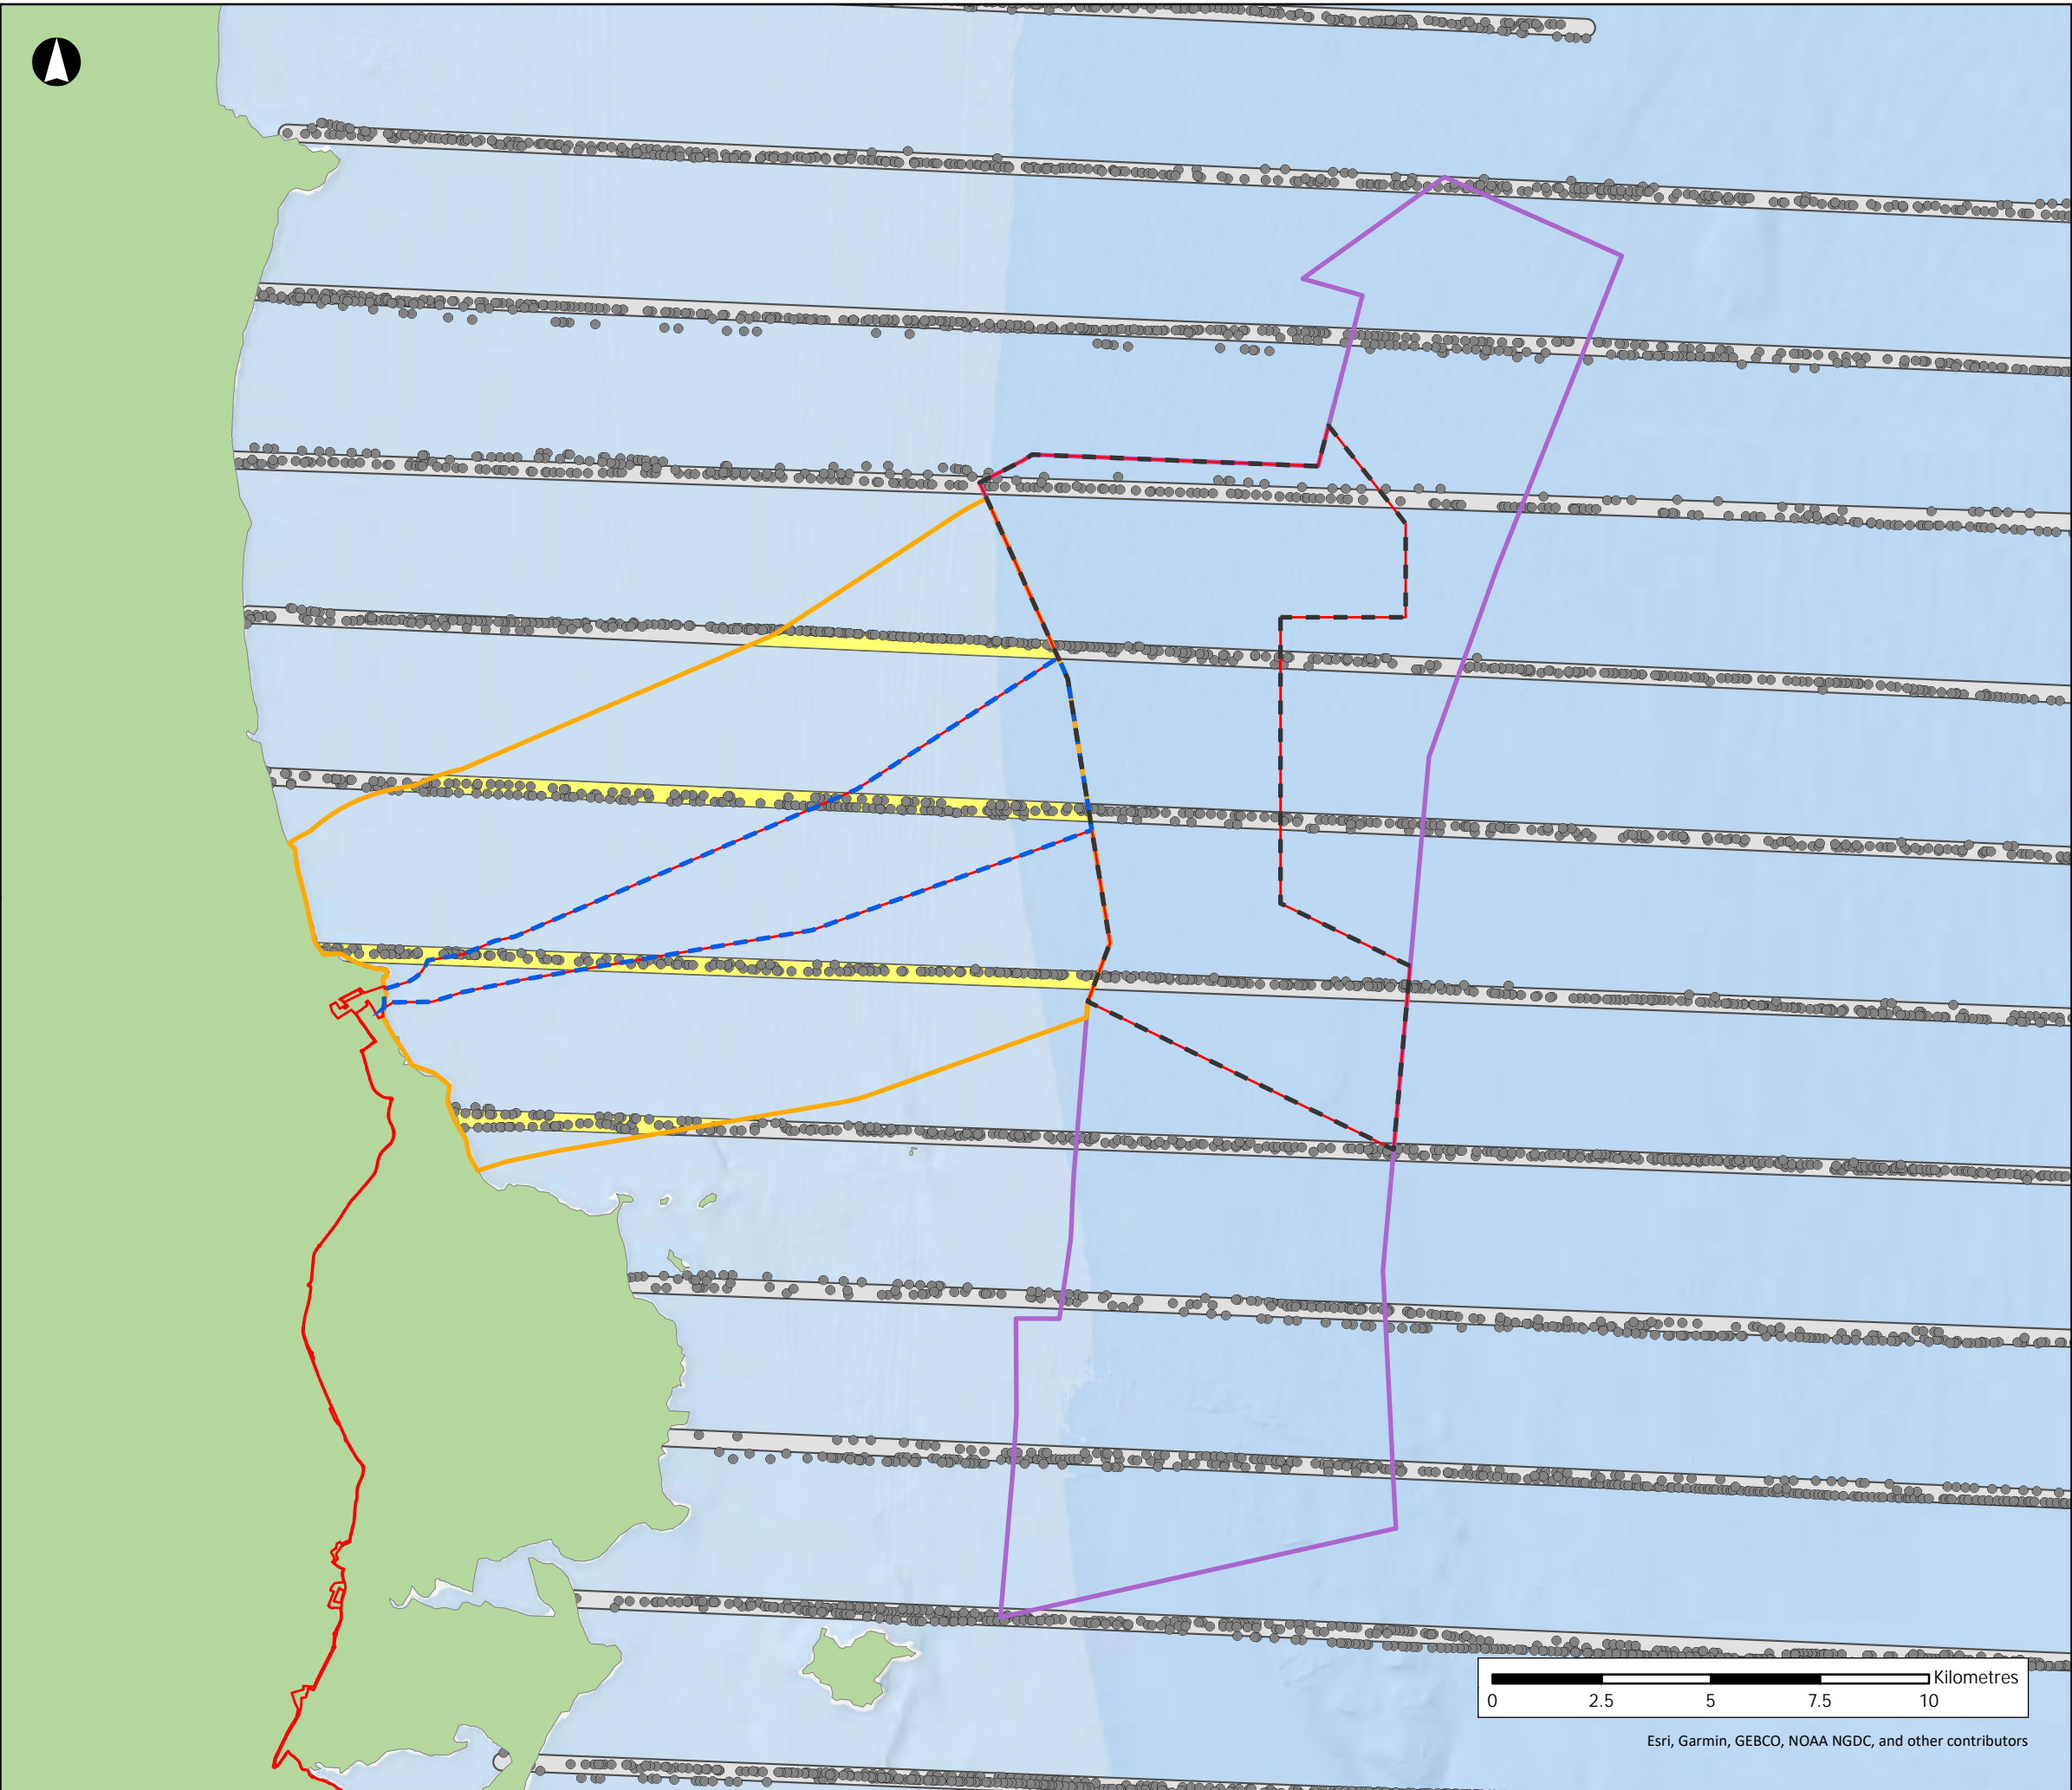 Kilometres
0 2.5 5 7.5 10
Esri, Garmin, GEBCO, NOAA NGDC, and other contributors